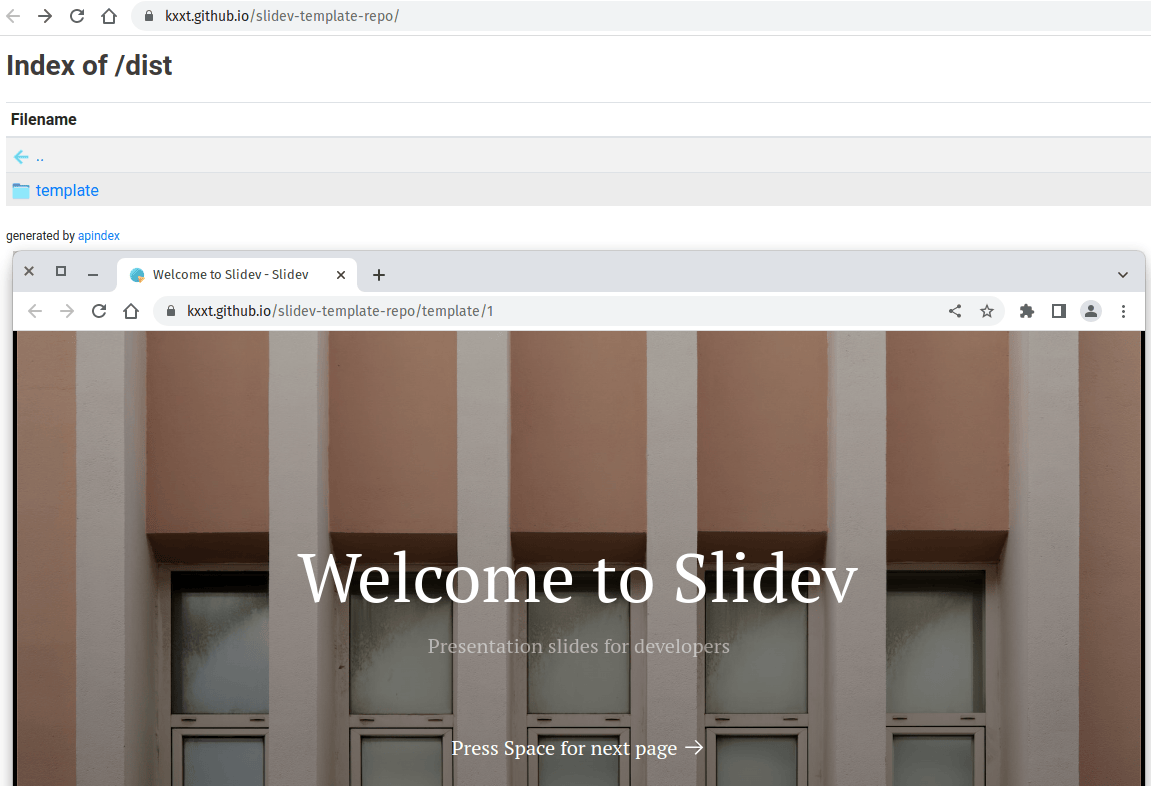 kxxt.github.io/slidev-template-repo/
Index of /dist
Filename
..
template
generated by apindex
Welcome to Slidev - Slidev
kxxt.github.io/slidev-template-repo/template/1
Welcome to Slidev
Presentation slides for developers
Press Space for next page →